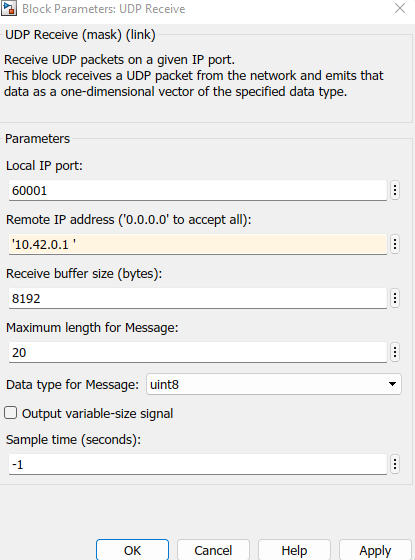 Block Parameters: UDP Receive
UDP Receive (mask) (link)
Receive UDP packets on a given IP port.
This block receives a UDP packet from the network and emits that
data as a one-dimensional vector of the specified data type.
Parameters
Local IP port:
60001
Remote IP address ('0.0.0.0' to accept all):
'10.42.0.1 '
Receive buffer size (bytes):
8192
Maximum length for Message:
20
Data type for Message: uint8
Output variable-size signal
Sample time (seconds):
-1
OK Cancel Help Apply